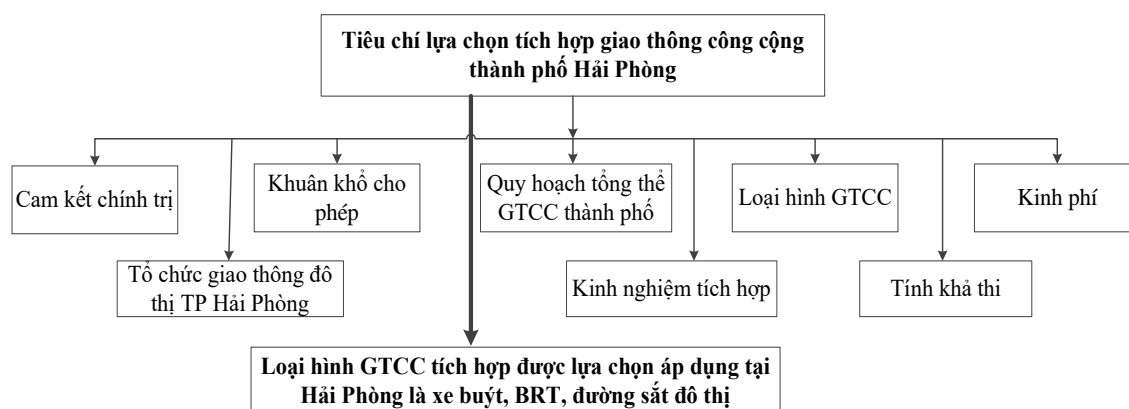 Tiêu chí lựa chọn tích hợp giao thông công cộng
thành phố Hải Phòng
Cam kết chính trị
Khuân khổ cho
phép
Quy hoạch tổng thể
GTCC thành phố
Loại hình GTCC
Kinh phí
Tổ chức giao thông đô
thị TP Hải Phòng
Kinh nghiệm tích hợp
Tính khả thi
Loại hình GTCC tích hợp được lựa chọn áp dụng tại
Hải Phòng là xe buýt, BRT, đường sắt đô thị